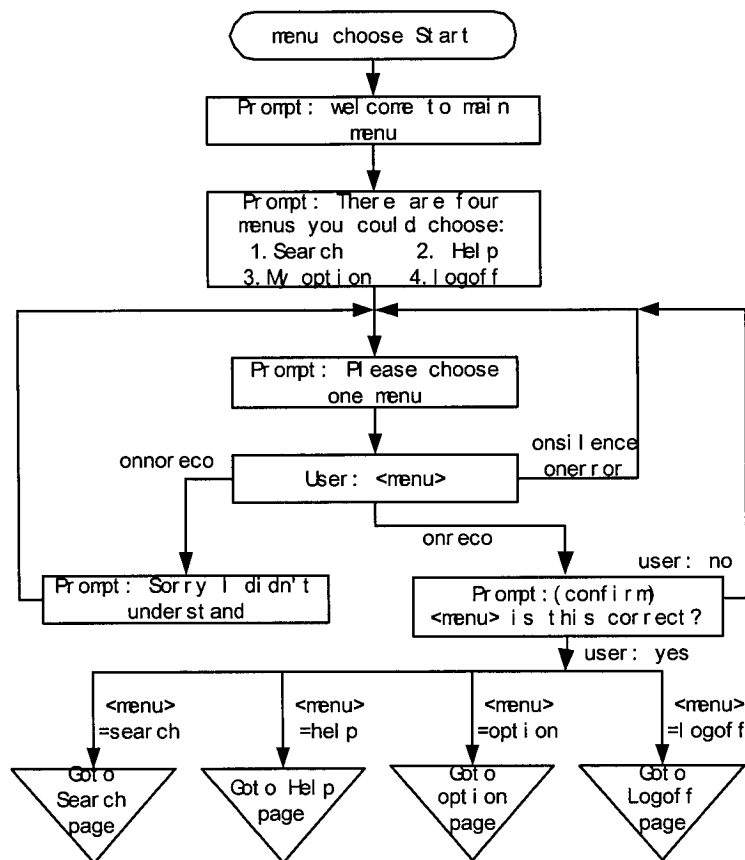 menu choose Start
Prompt: welcome to main
menu
Prompt: There are four
menus you could choose:
1. Search 2. Help
3. My option 4. logoff
Prompt: Please choose
one menu
onsilence
onerror
onnoreco
User: <menu>
onreco
user: no
Prompt: Sorry I didn't
understand
Prompt:(confirm)
<menu> is this correct?
user: yes
<menu>
=search
<menu>
=help
<menu>
=option
<menu>
=logoff
Goto
Search
page
Goto Help
page
Goto
option
page
Goto
Logoff
page